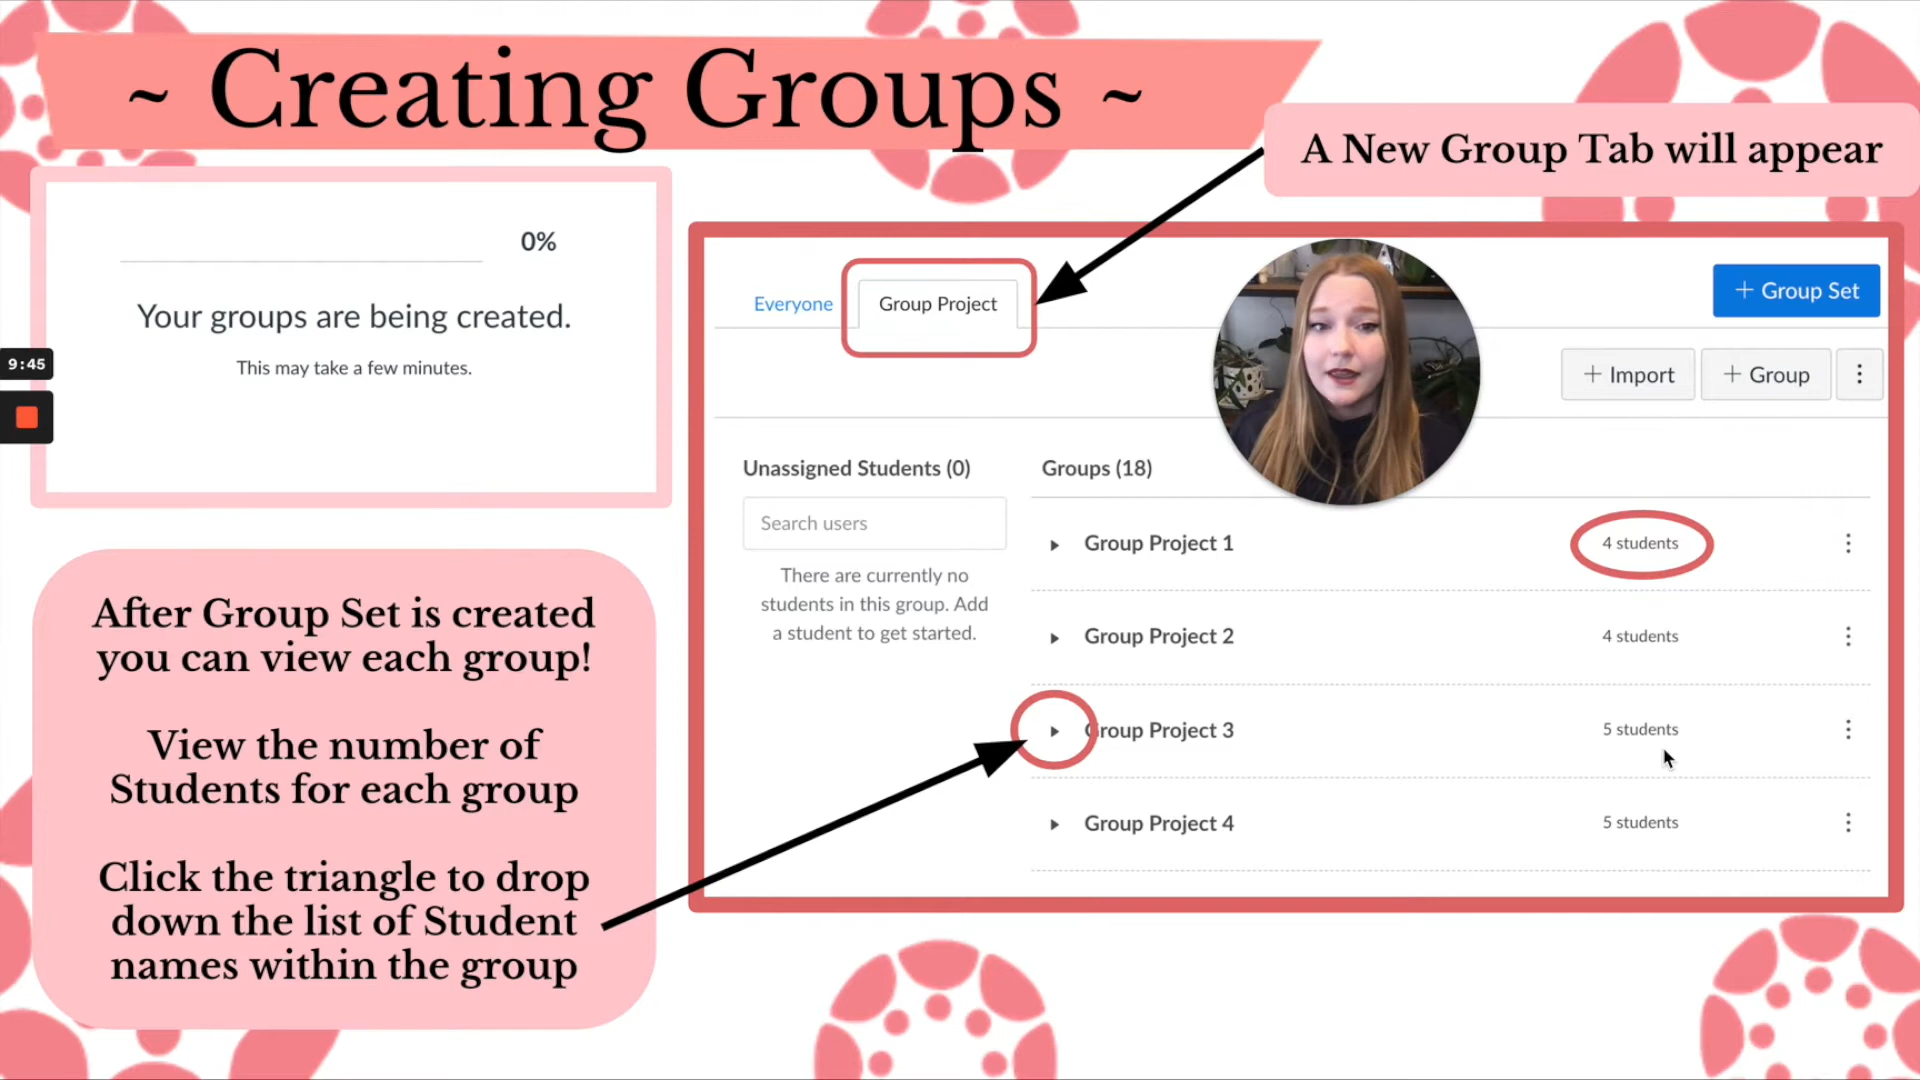 ~ Creating Groups ~
A New Group Tab will appear
0%
Your groups are being created.
This may take a few minutes.
9:45
Everyone
Group Project
+ Group Set
+ Import
+ Group
Unassigned Students (0)
Search users
There are currently no
students in this group. Add
a student to get started.
Groups (18)
Group Project 1
4 students
Group Project 2
4 students
Group Project 3
5 students
Group Project 4
5 students
After Group Set is created
you can view each group!
View the number of
Students for each group
Click the triangle to drop
down the list of Student
names within the group